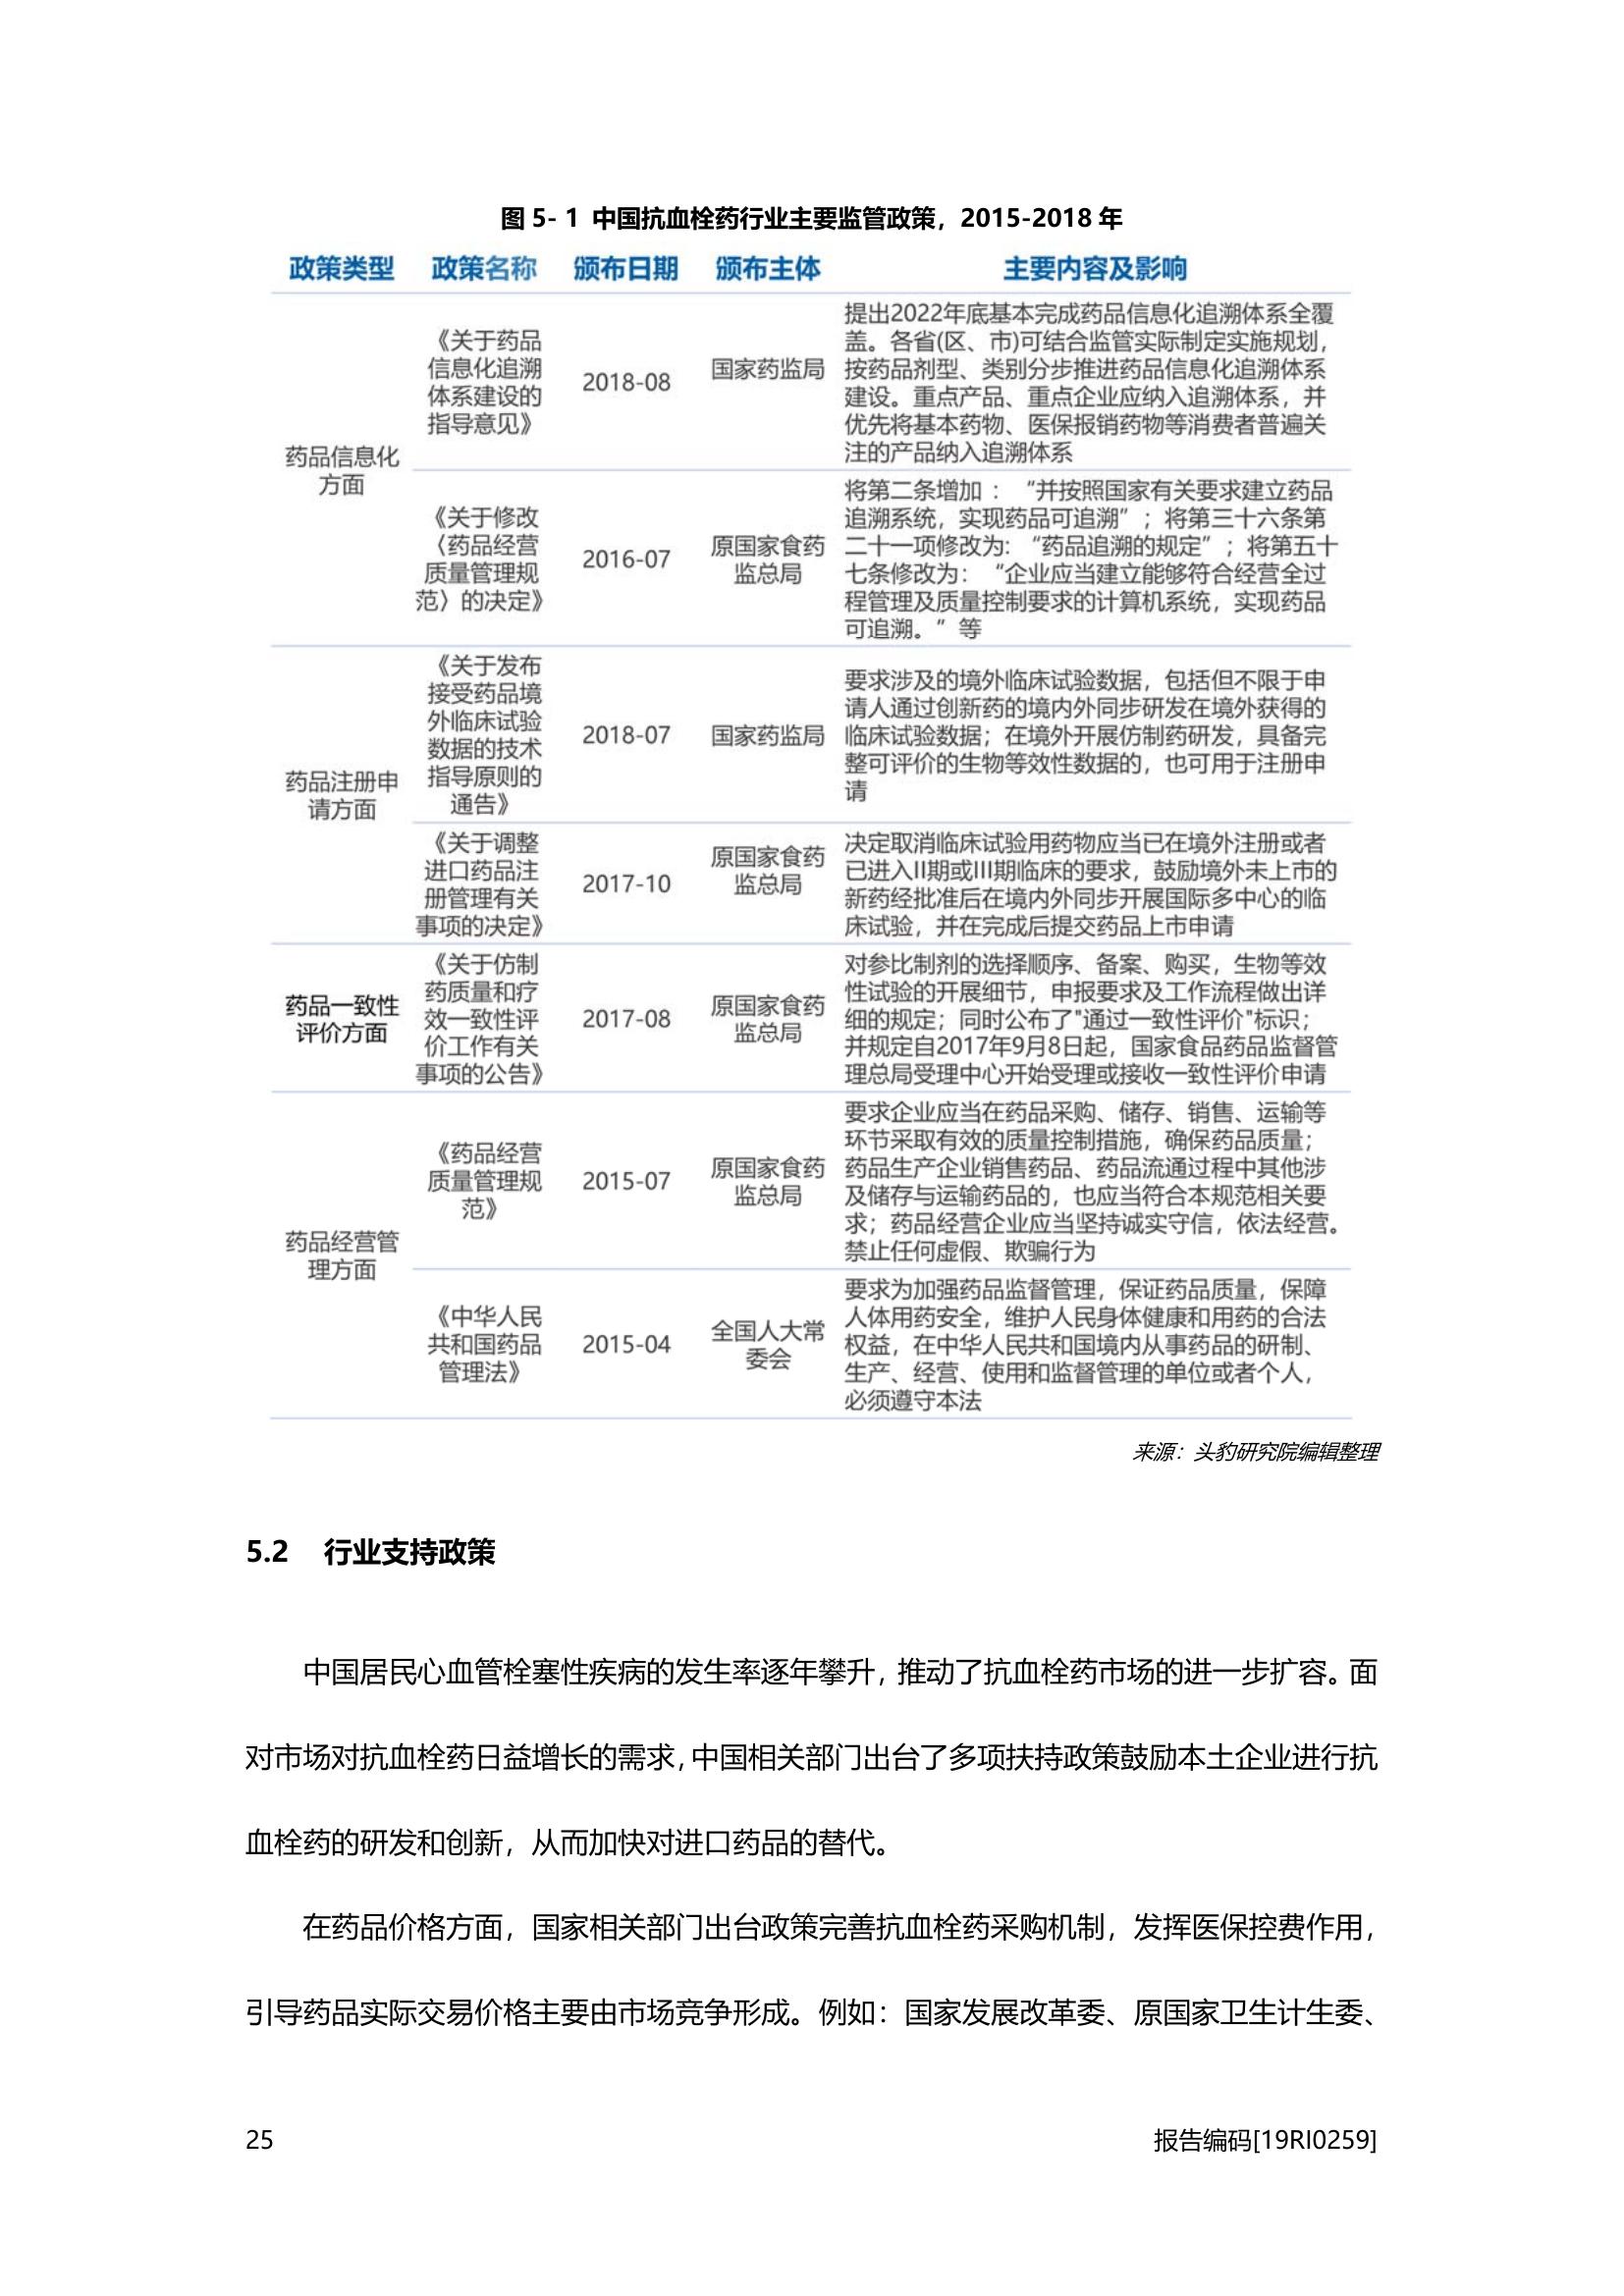 图 5- 1 中国抗血栓药行业主要监管政策，2015-2018 年
政策类型 政策名称 颁布日期 颁布主体 主要内容及影响
药品信息化
方面
《关于药品
信息化追溯
体系建设的
指导意见》
2018-08
国家药监局
提出2022年底基本完成药品信息化追溯体系全覆
盖。各省(区、市)可结合监管实际制定实施规划，
按药品剂型、类别分步推进药品信息化追溯体系
建设。重点产品、重点企业应纳入追溯体系，并
优先将基本药物、医保报销药物等消费者普遍关
注的产品纳入追溯体系
《关于修改
〈药品经营
质量管理规
范〉的决定》
2016-07
原国家食药
监总局
将第二条增加 ： “并按照国家有关要求建立药品
追溯系统，实现药品可追溯”；将第三十六条第
二十一项修改为: “药品追溯的规定”；将第五十
七条修改为： “企业应当建立能够符合经营全过
程管理及质量控制要求的计算机系统，实现药品
可追溯。”等
药品注册申
请方面
《关于发布
接受药品境
外临床试验
数据的技术
指导原则的
通告》
2018-07
国家药监局
要求涉及的境外临床试验数据，包括但不限于申
请人通过创新药的境内外同步研发在境外获得的
临床试验数据；在境外开展仿制药研发，具备完
整可评价的生物等效性数据的，也可用于注册申
请
《关于调整
进口药品注
册管理有关
事项的决定》
2017-10
原国家食药
监总局
决定取消临床试验用药物应当已在境外注册或者
已进入II期或III期临床的要求，鼓励境外未上市的
新药经批准后在境内外同步开展国际多中心的临
床试验，并在完成后提交药品上市申请
药品一致性
评价方面
《关于仿制
药质量和疗
效一致性评
价工作有关
事项的公告》
2017-08
原国家食药
监总局
对参比制剂的选择顺序、备案、购买，生物等效
性试验的开展细节，申报要求及工作流程做出详
细的规定；同时公布了"通过一致性评价"标识；
并规定自2017年9月8日起，国家食品药品监督管
理总局受理中心开始受理或接收一致性评价申请
药品经营管
理方面
《药品经营
质量管理规
范》
2015-07
原国家食药
监总局
要求企业应当在药品采购、储存、销售、运输等
环节采取有效的质量控制措施，确保药品质量；
药品生产企业销售药品、药品流通过程中其他涉
及储存与运输药品的，也应当符合本规范相关要
求；药品经营企业应当坚持诚实守信，依法经营。
禁止任何虚假、欺骗行为
《中华人民
共和国药品
管理法》
2015-04
全国人大常
委会
要求为加强药品监督管理，保证药品质量，保障
人体用药安全，维护人民身体健康和用药的合法
权益，在中华人民共和国境内从事药品的研制、
生产、经营、使用和监督管理的单位或者个人，
必须遵守本法
来源：头豹研究院编辑整理
5.2 行业支持政策
中国居民心血管栓塞性疾病的发生率逐年攀升，推动了抗血栓药市场的进一步扩容。面
对市场对抗血栓药日益增长的需求，中国相关部门出台了多项扶持政策鼓励本土企业进行抗
血栓药的研发和创新，从而加快对进口药品的替代。
在药品价格方面，国家相关部门出台政策完善抗血栓药采购机制，发挥医保控费作用，
引导药品实际交易价格主要由市场竞争形成。例如：国家发展改革委、原国家卫生计生委、
25
报告编码[19RI0259]